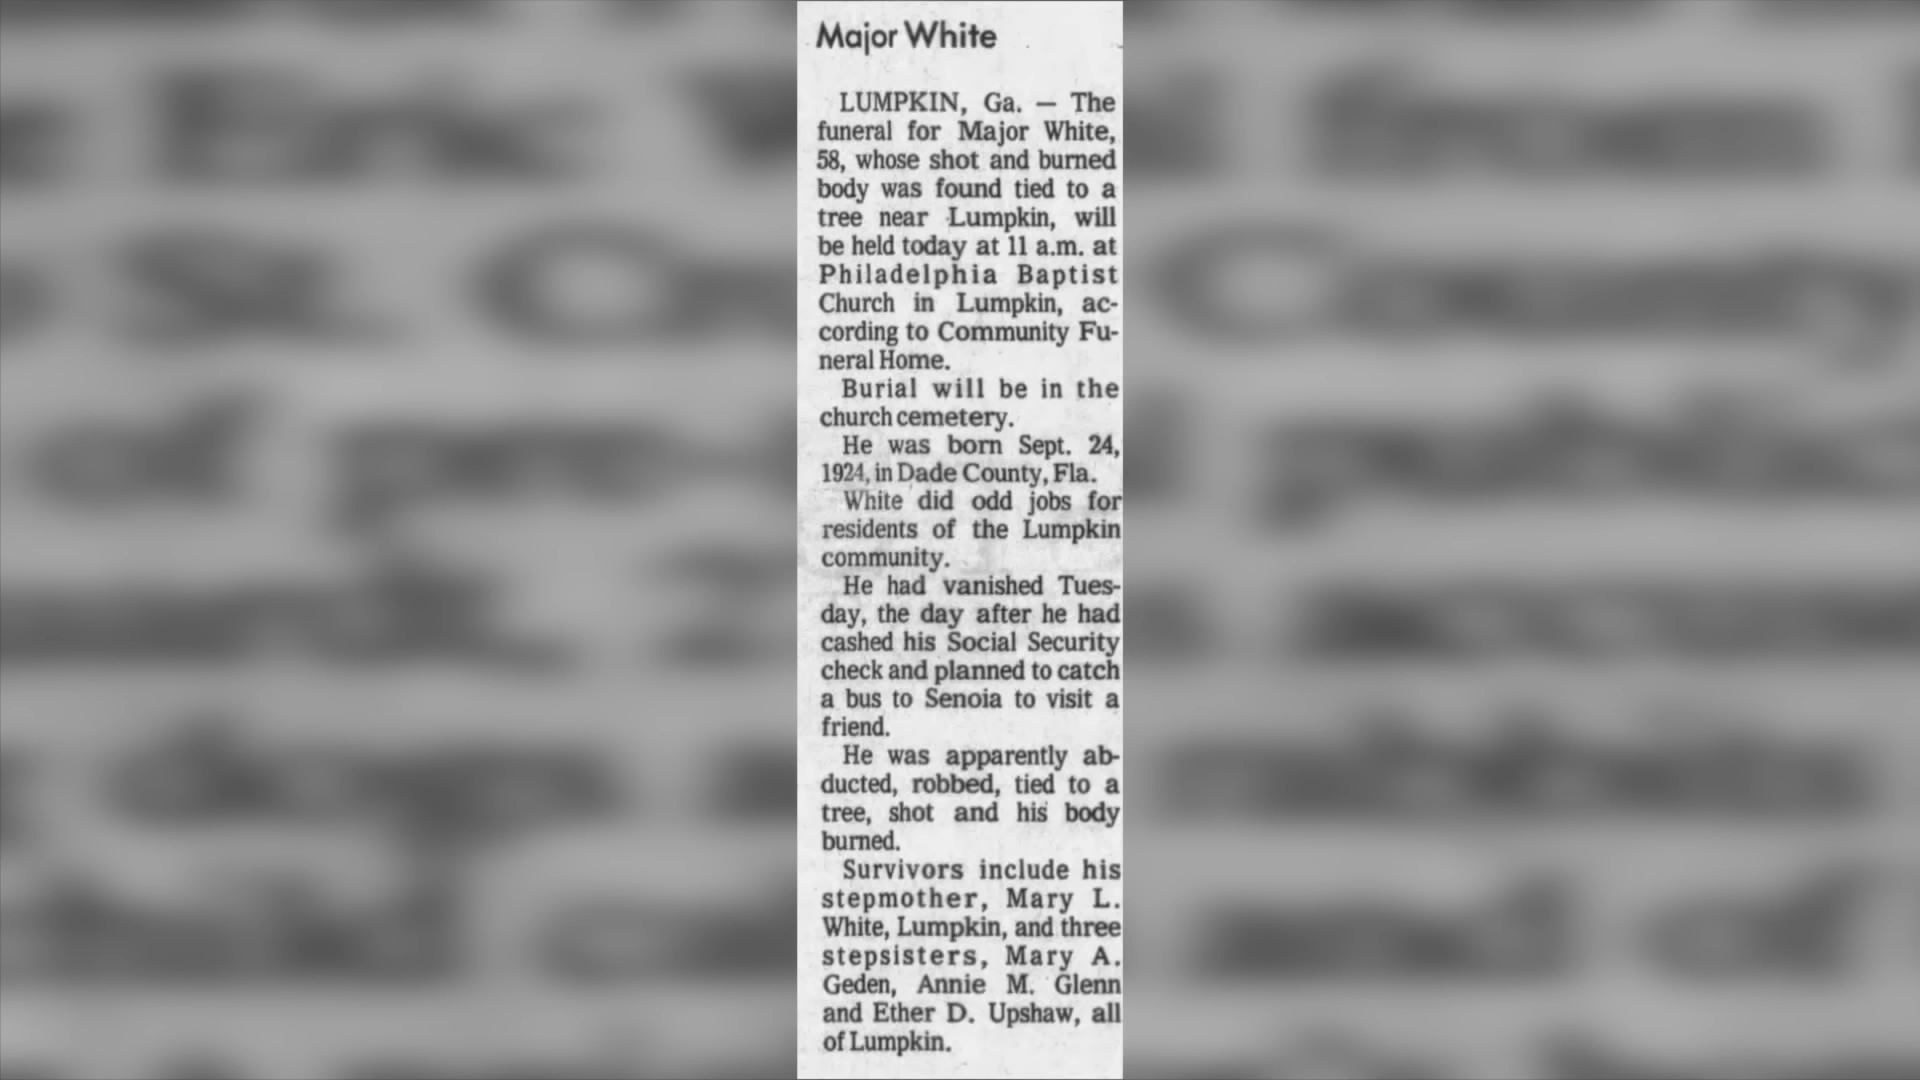 Major White
LUMPKIN, Ga. — The
funeral for Major White,
58, whose shot and burned
body was found tied to a
tree near Lumpkin, will
be held today at 11 a.m. at
Philadelphia Baptist
Church in Lumpkin, ac-
cording to Community Fu-
neral Home.
Burial will be in the
church cemetery.
He was born Sept. 24,
1924, in Dade County, Fla.
White did odd jobs for
residents of the Lumpkin
community.
He had vanished Tues-
day, the day after he had
cashed his Social Security
check and planned to catch
a bus to Senoia to visit a
friend.
He was apparently ab-
ducted, robbed, tied to a
tree, shot and his body
burned.
Survivors include his
stepmother, Mary L.
White, Lumpkin, and three
stepsisters, Mary A.
Geden, Annie M. Glenn
and Ether D. Upshaw, all
of Lumpkin.